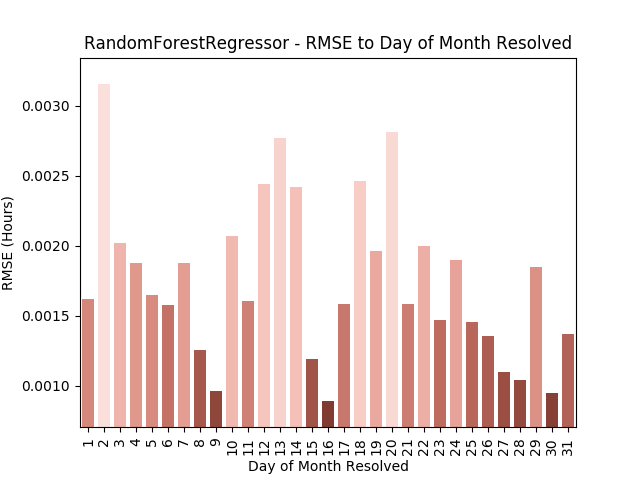 RandomForestRegressor - RMSE to Day of Month Resolved
0.0030
0.0025
0.0020
0.0015
0.0010
RMSE (Hours)
1 2 3 4 5 6 7 8 9 10 11 12 13 14 15 16 17 18 19 20 21 22 23 24 25 26 27 28 29 30 31
Day of Month Resolved